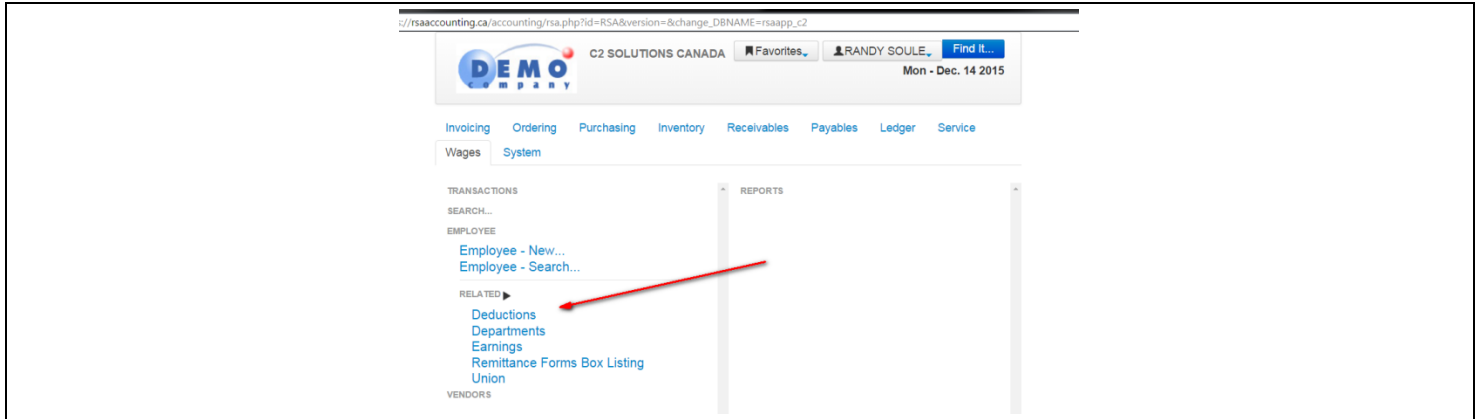 ://rsaaccounting.ca/accounting/rsa.php?id=RSA&version=&change_DBNAME=rsaapp_c2
DEMO
company
C2 SOLUTIONS CANADA
Favorites
RANDY SOULE
Find It...
Mon - Dec. 14 2015
Invoicing Ordering Purchasing Inventory Receivables Payables Ledger Service
Wages System
TRANSACTIONS
SEARCH...
EMPLOYEE
Employee - New...
Employee - Search...
RELATED
Deductions
Departments
Earnings
Remittance Forms Box Listing
Union
VENDORS
REPORTS